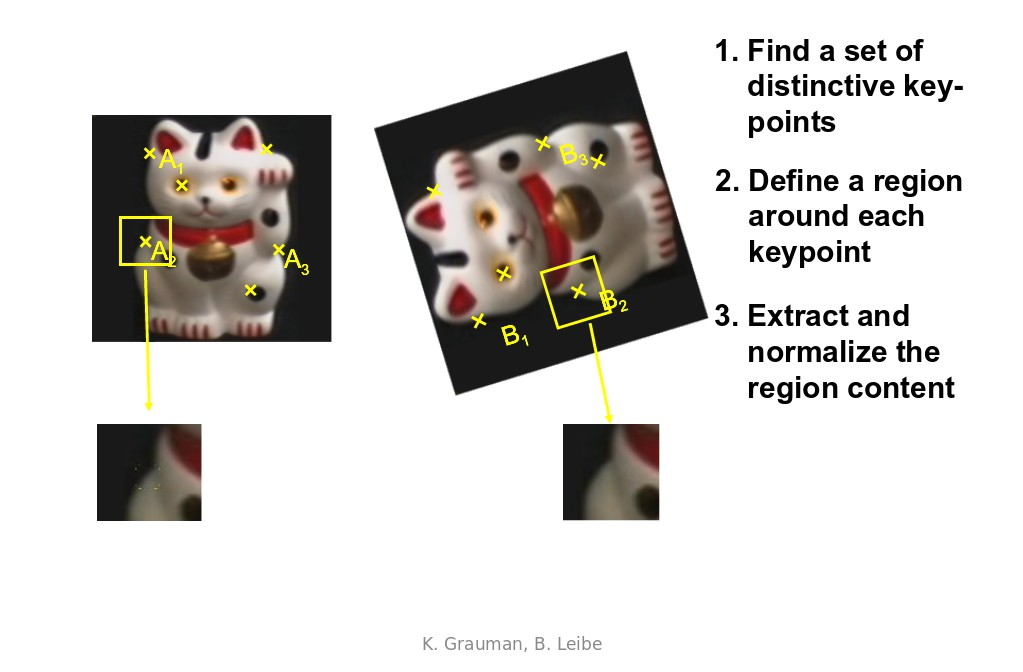 1. Find a set of
distinctive key-
points
2. Define a region
around each
keypoint
3. Extract and
normalize the
region content
A1
A2
A3
B3
B2
B1
K. Grauman, B. Leibe